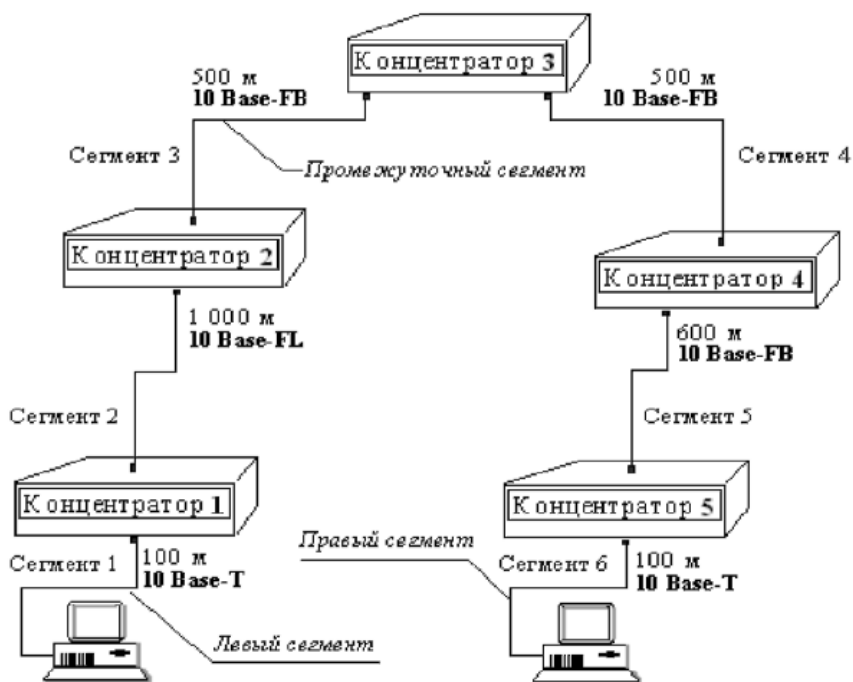 Концентратор 3
500 м
10 Base-FB
500 м
10 Base-FB
Сегмент 3
Промежуточный сегмент
Сегмент 4
Концентратор 2
Концентратор 4
1 000 м
10 Base-FL
600 м
10 Base-FB
Сегмент 2
Сегмент 5
Концентратор 1
Концентратор 5
Сегмент 1
100 м
10 Base-T
Правый сегмент
Сегмент 6
100 м
10 Base-T
Левый сегмент